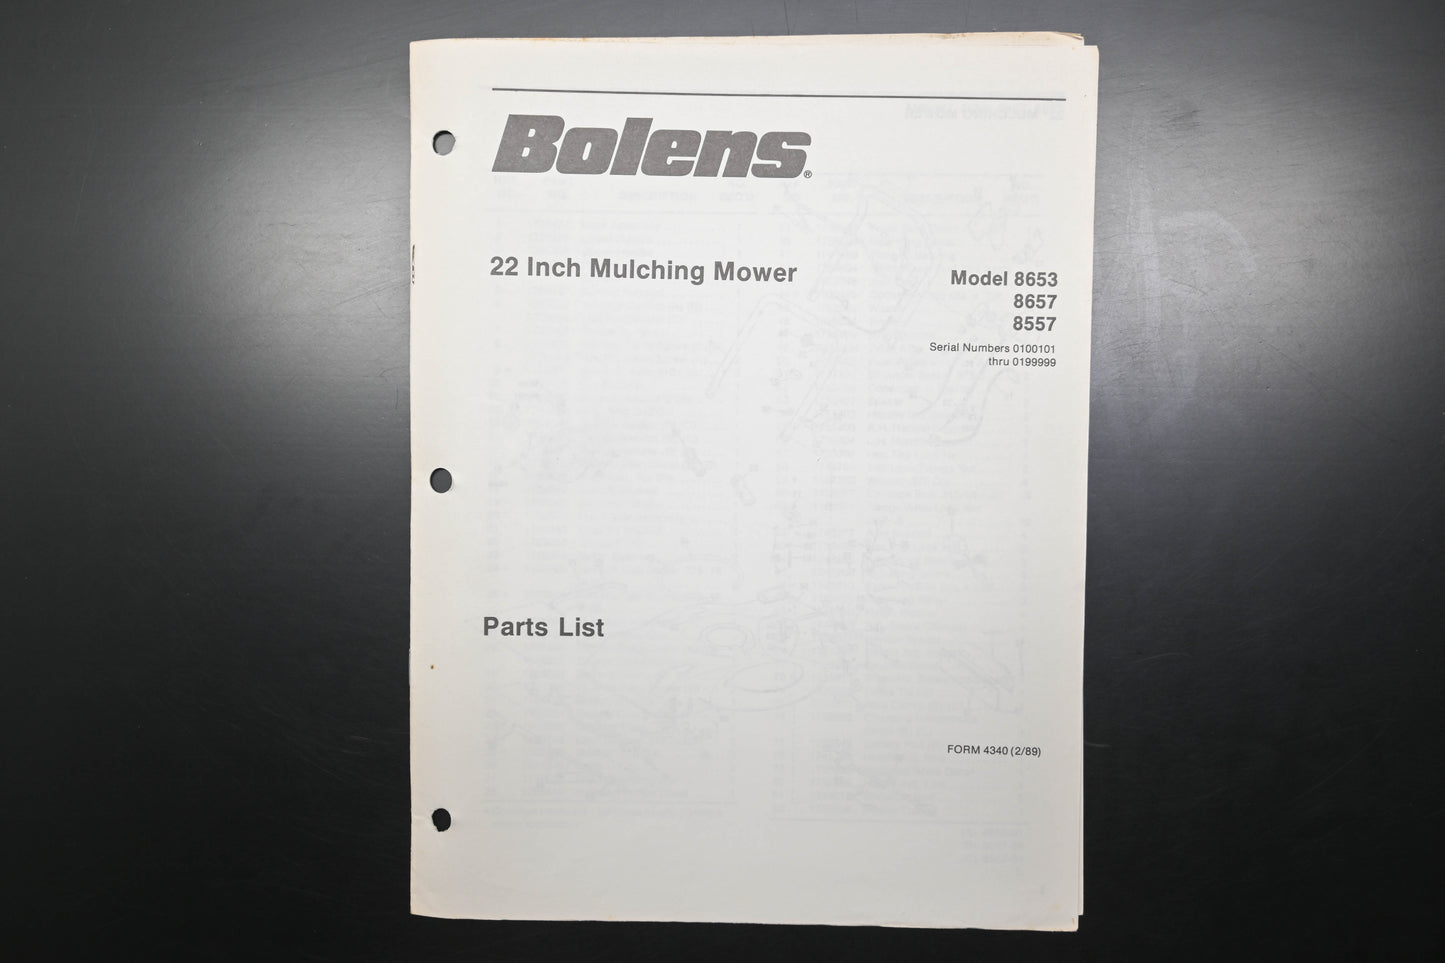 Bolens®
22 Inch Mulching Mower
Model 8653
8657
8557
Serial Numbers 0100101
thru 0199999
Parts List
FORM 4340 (2/89)